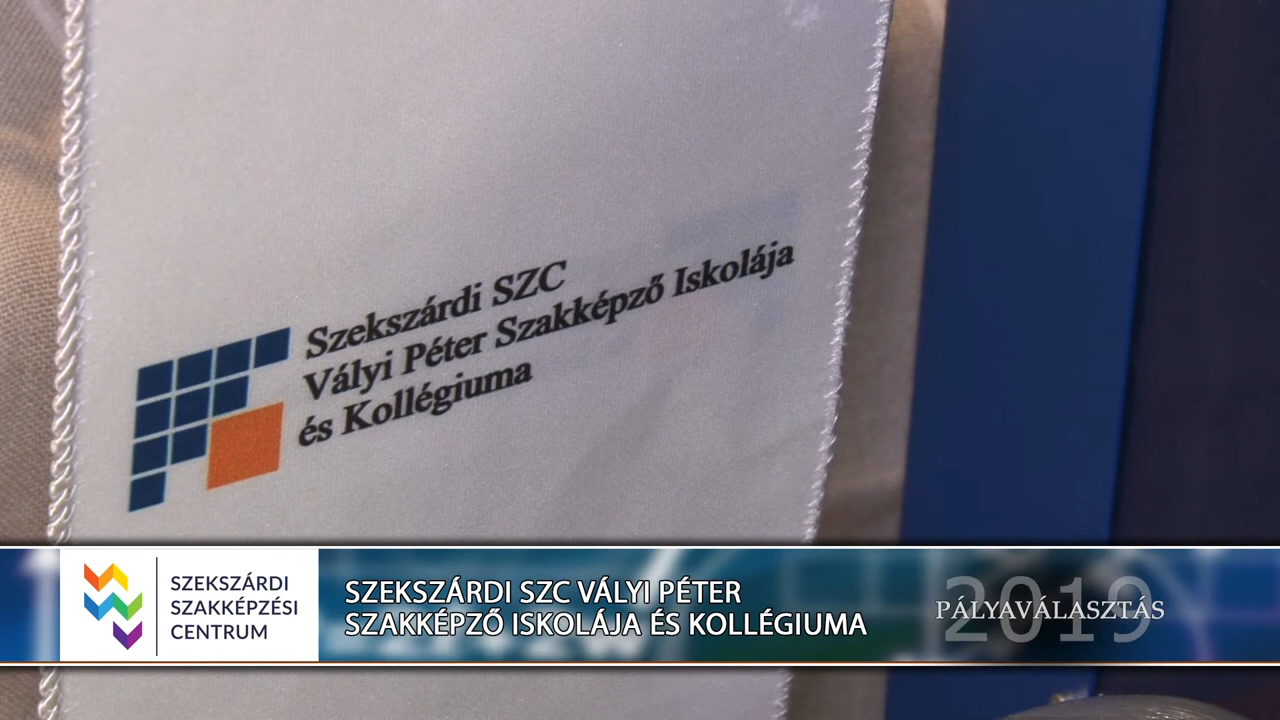 Szekszárdi SZC
Vályi Péter Szakképző Iskolája
és Kollégiuma
SZEKSZÁRDI
SZAKKÉPZÉSI
CENTRUM
SZEKSZÁRDI SZC VÁLYI PÉTER
SZAKKÉPZŐ ISKOLÁJA ÉS KOLLÉGIUMA
2019
PÁLYAVÁLASZTÁS